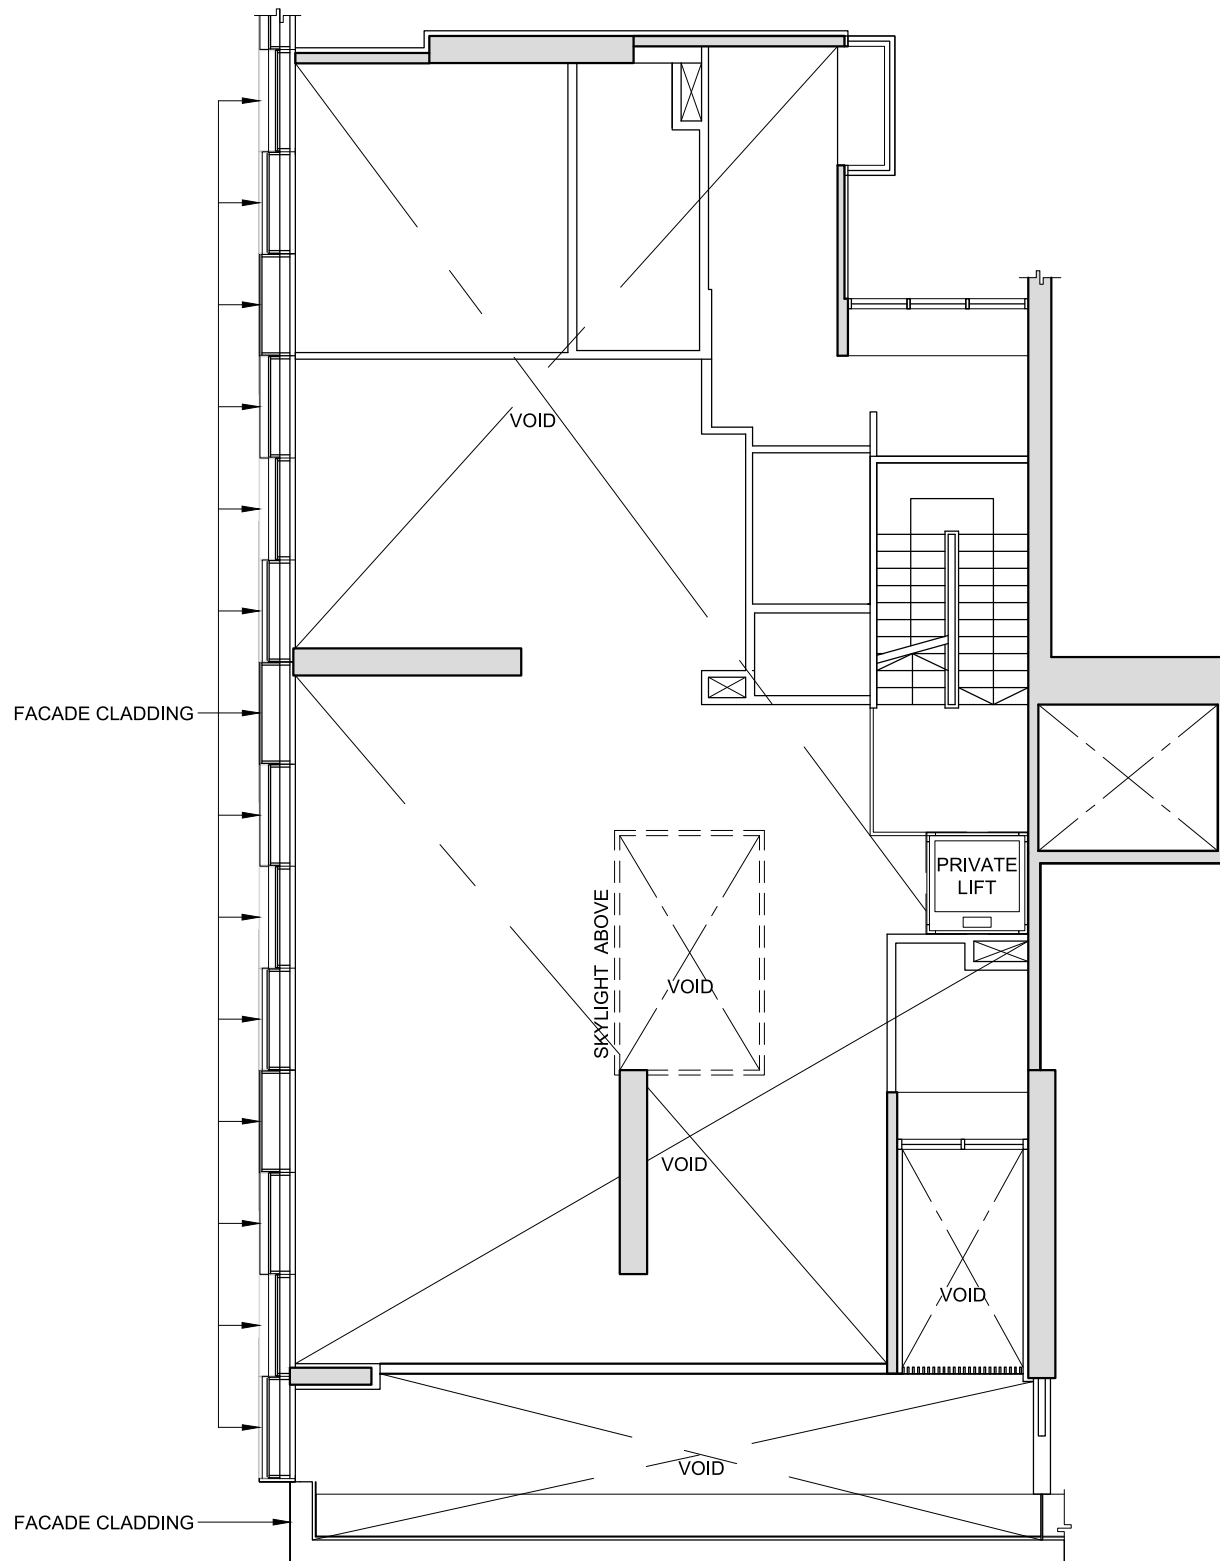 VOID
FACADE CLADDING
PRIVATE
LIFT
SKYLIGHT ABOVE
VOID
VOID
VOID
VOID
FACADE CLADDING